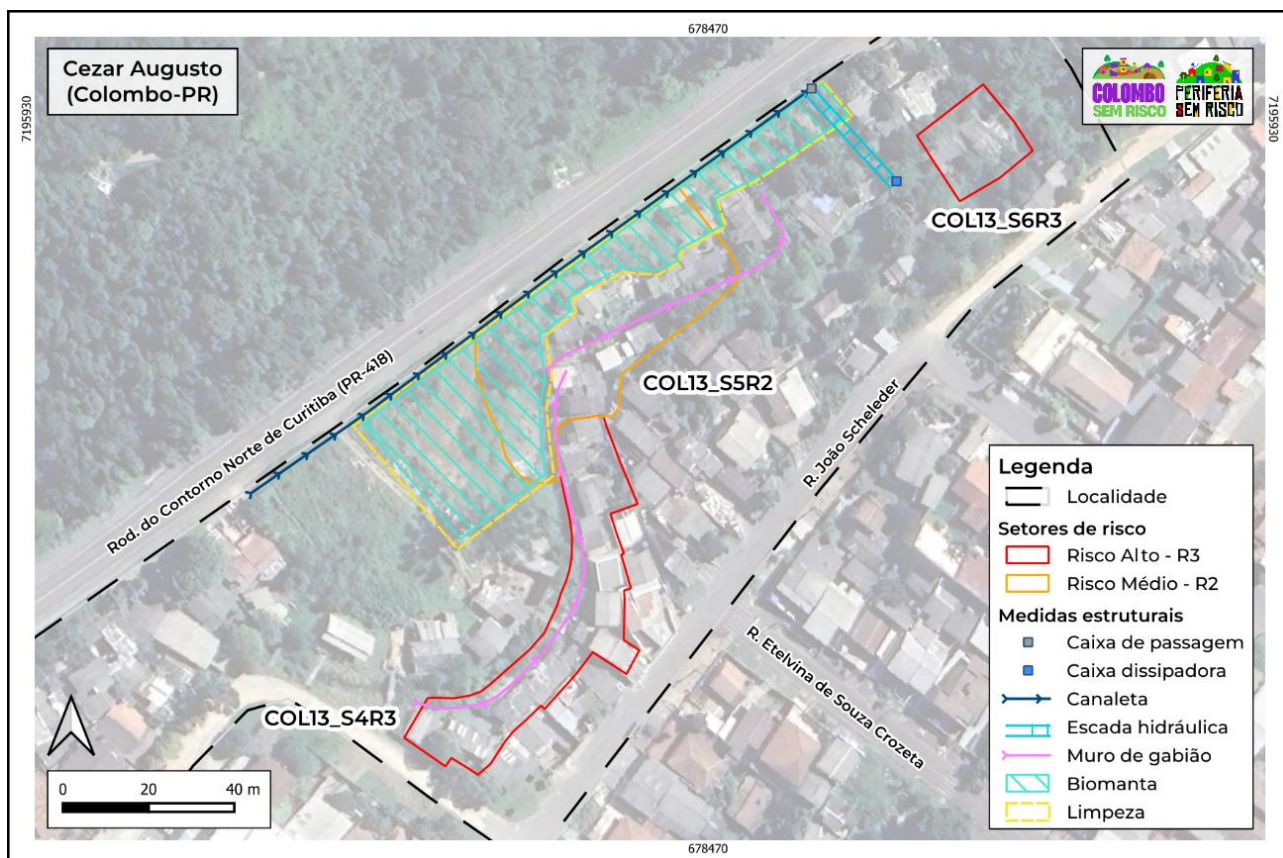 678470
Cezar Augusto
(Colombo-PR)
COLOMBO
SEM RISCO
PERIFERIA
SEM RISCO
7195930
7195930
COL13_S6R3
Rod. do Contorno Norte de Curitiba (PR-418)
COL13_S5R2
R. João Scheleder
R. Etelvina de Souza Crozeta
COL13_S4R3
0 20 40 m
Legenda
Localidade
Setores de risco
Risco Alto - R3
Risco Médio - R2
Medidas estruturais
Caixa de passagem
Caixa dissipadora
Canaleta
Escada hidráulica
Muro de gabião
Biomanta
Limpeza
678470